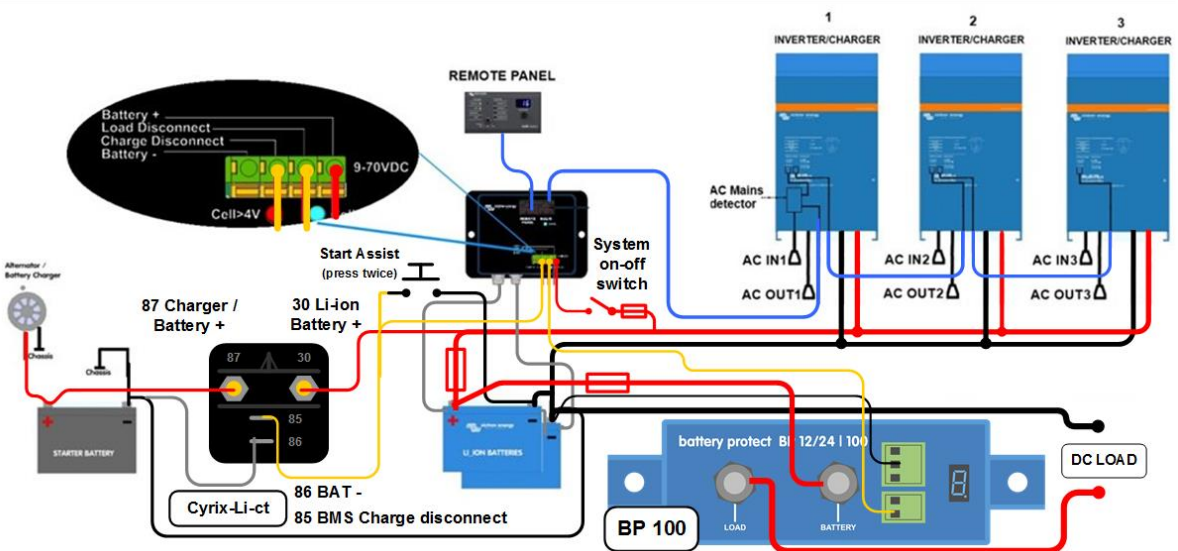 1
INVERTER/CHARGER
2
INVERTER/CHARGER
3
INVERTER/CHARGER
REMOTE PANEL
Battery +
Load Disconnect
Charge Disconnect
Battery -
9-70VDC
Cell>4V
AC Mains
detector
System
on-off
switch
Start Assist
(press twice)
AC IN1
AC OUT1
AC IN2
AC OUT2
AC IN3
AC OUT3
Alternator /
Battery Charger
Chassis
Chassis
87 Charger /
Battery +
30 Li-ion
Battery +
87 30
85
86
+ -
STARTER BATTERY
+ -
-
victron energy
LI_ION BATTERIES
Cyrix-Li-ct
86 BAT -
85 BMS Charge disconnect
battery protect BP 12/24 | 100
LOAD
BATTERY
BP 100
DC LOAD